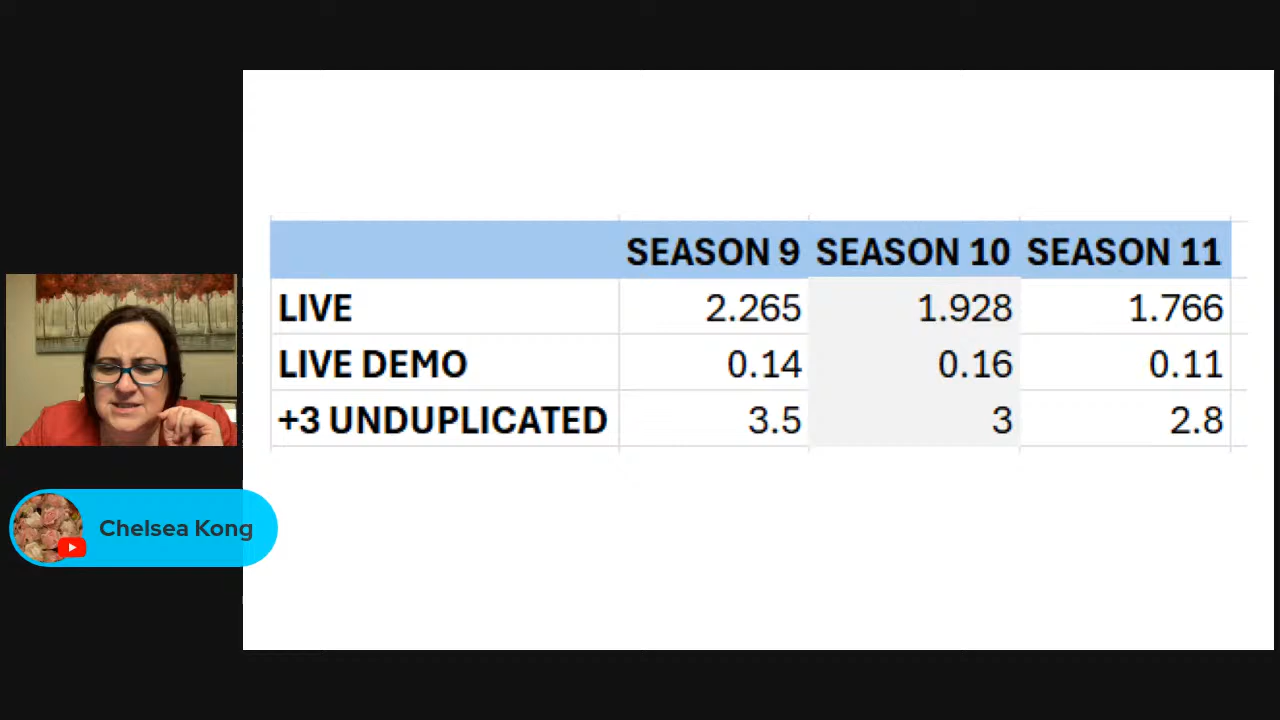 SEASON 9 SEASON 10 SEASON 11
LIVE 2.265 1.928 1.766
LIVE DEMO 0.14 0.16 0.11
+3 UNDUPLICATED 3.5 3 2.8
Chelsea Kong